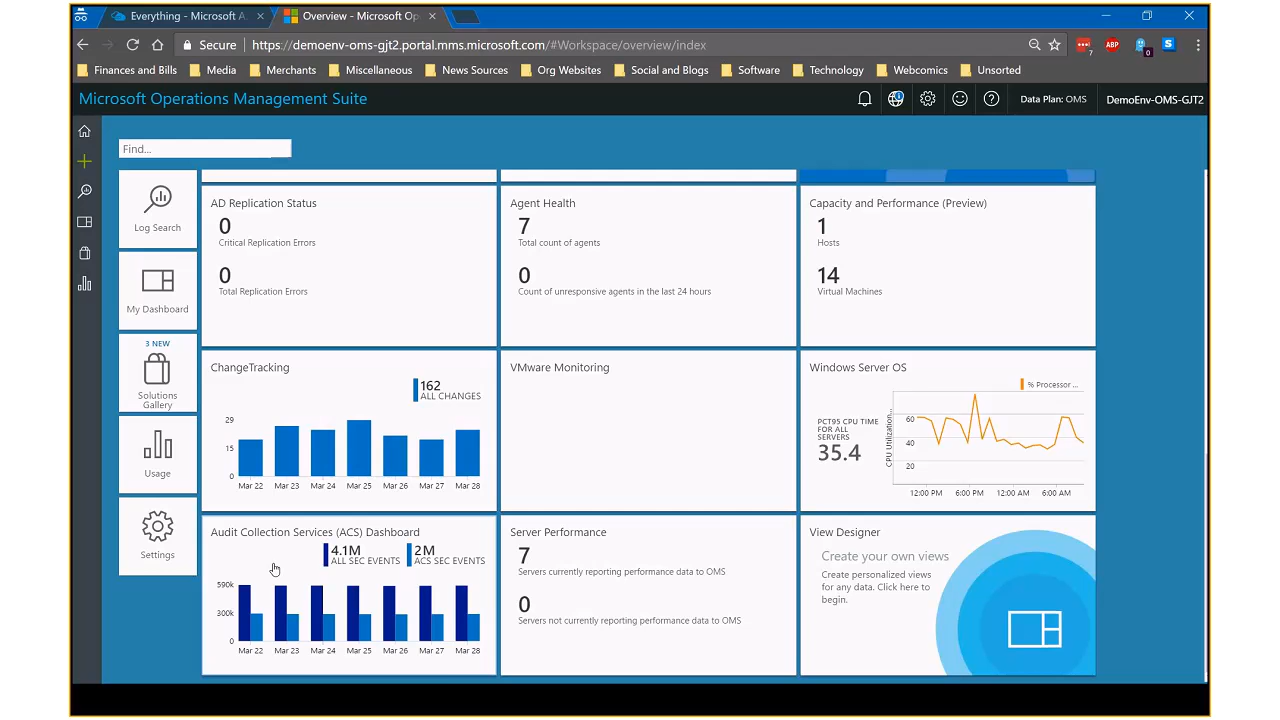 Everything - Microsoft A.
Overview - Microsoft Op
Secure
https://demoenv-oms-gjt2.portal.mms.microsoft.com/#Workspace/overview/index
7
ABP
0
S
Finances and Bills
Media
Merchants
Miscellaneous
News Sources
Org Websites
Social and Blogs
Software
Technology
Webcomics
Unsorted
Microsoft Operations Management Suite
Data Plan: OMS
DemoEnv-OMS-GJT2
Find...
Log Search
My Dashboard
3 NEW
Solutions
Gallery
Usage
Settings
AD Replication Status
0
Critical Replication Errors
0
Total Replication Errors
Agent Health
7
Total count of agents
0
Count of unresponsive agents in the last 24 hours
Capacity and Performance (Preview)
1
Hosts
14
Virtual Machines
ChangeTracking
162
ALL CHANGES
29
15
0
Mar 22 Mar 23 Mar 24 Mar 25 Mar 26 Mar 27 Mar 28
VMware Monitoring
Windows Server OS
% Processor ...
PCT95 CPU TIME
FOR ALL
SERVERS
35.4
CPU Utilization...
60
40
20
12:00 PM 6:00 PM 12:00 AM 6:00 AM
Audit Collection Services (ACS) Dashboard
4.1M
ALL SEC EVENTS
2M
ACS SEC EVENTS
590k
300k
0
Mar 22 Mar 23 Mar 24 Mar 25 Mar 26 Mar 27 Mar 28
Server Performance
7
Servers currently reporting performance data to OMS
0
Servers not currently reporting performance data to OMS
View Designer
Create your own views
Create personalized views
for any data. Click here to
begin.